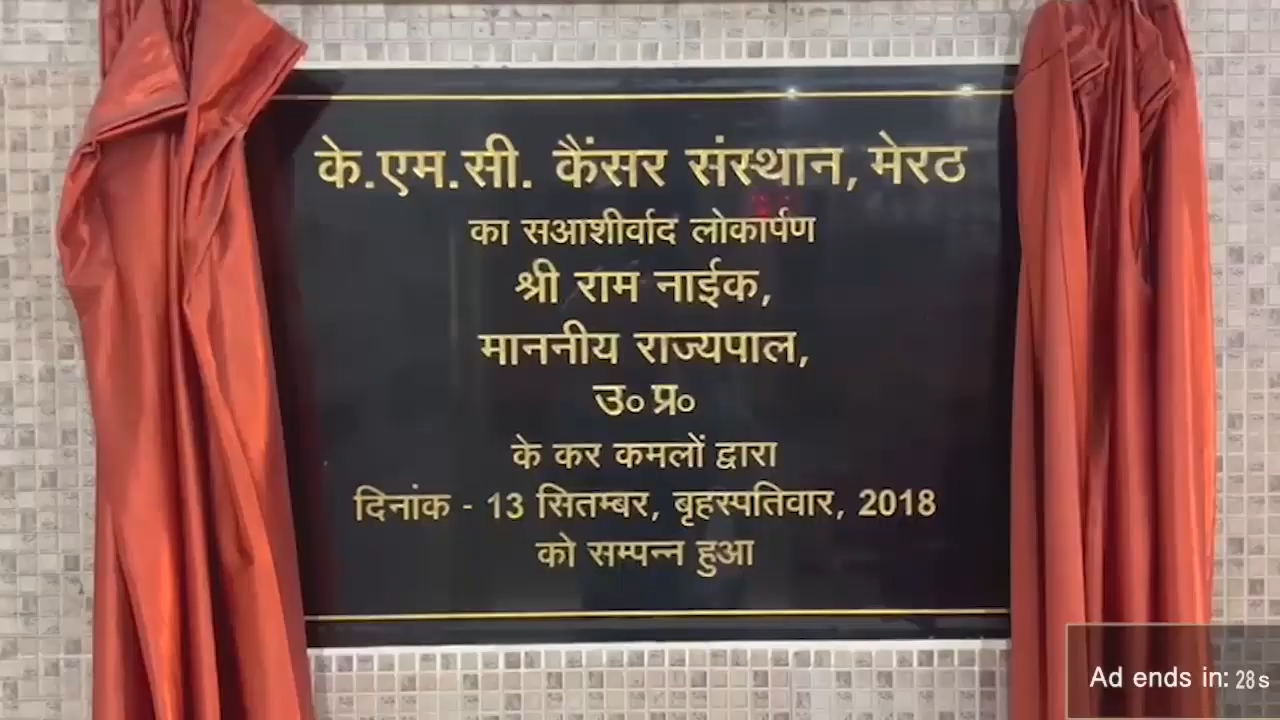 के.एम.सी. कैंसर संस्थान, मेरठ
का सआशीर्वाद लोकार्पण
श्री राम नाईक,
माननीय राज्यपाल,
उ० प्र०
के कर कमलों द्वारा
दिनांक - 13 सितम्बर, बृहस्पतिवार, 2018
को सम्पन्न हुआ
Ad ends in: 28s